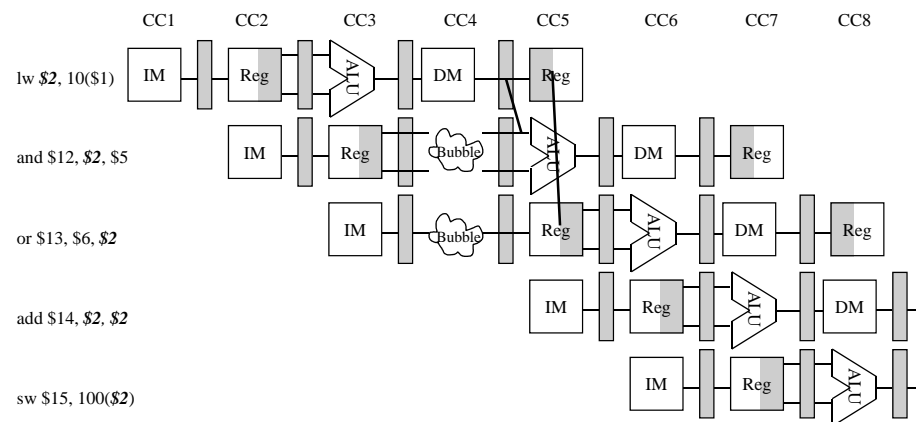 CC1 CC2 CC3 CC4 CC5 CC6 CC7 CC8
lw $2, 10($1) IM Reg ALU DM Reg
and $12, $2, $5 IM Reg Bubble ALU DM Reg
or $13, $6, $2 IM Bubble Reg ALU DM Reg
add $14, $2, $2 IM Reg ALU DM
sw $15, 100($2) IM Reg ALU